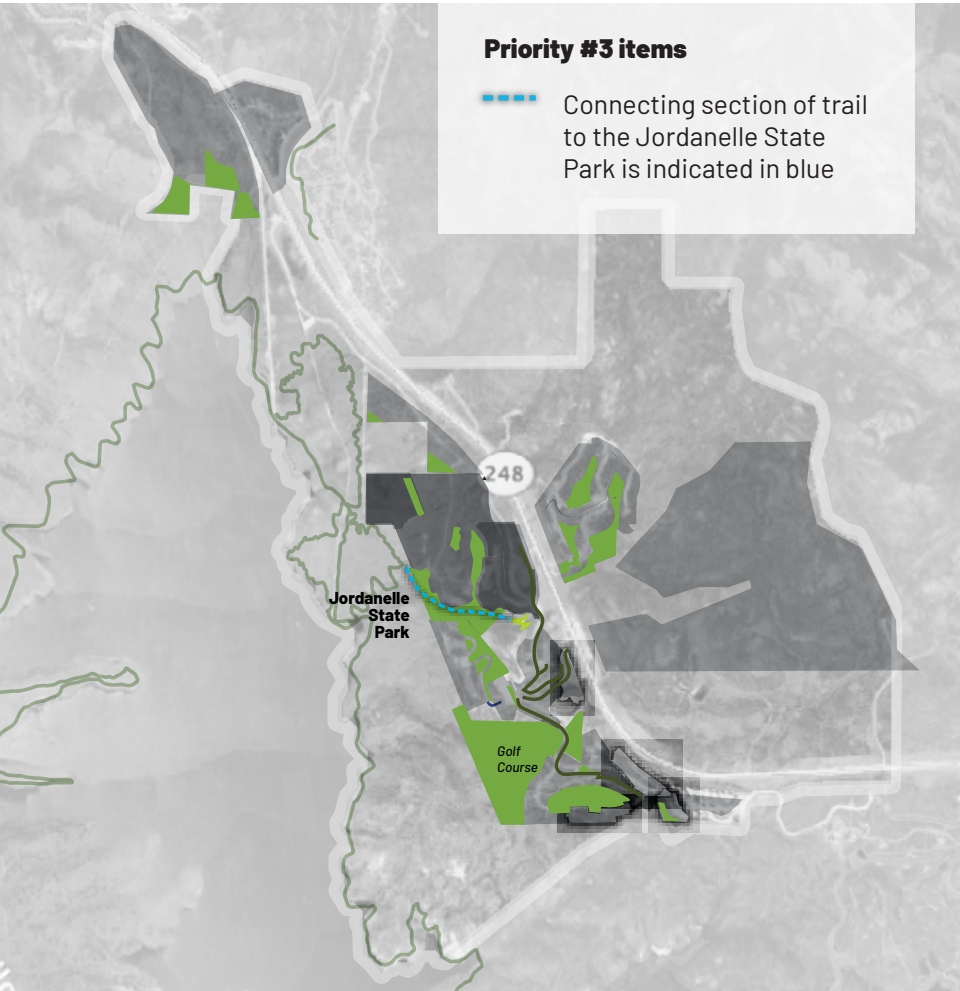 Priority #3 items
Connecting section of trail
to the Jordanelle State
Park is indicated in blue
248
Jordanelle
State
Park
Golf
Course